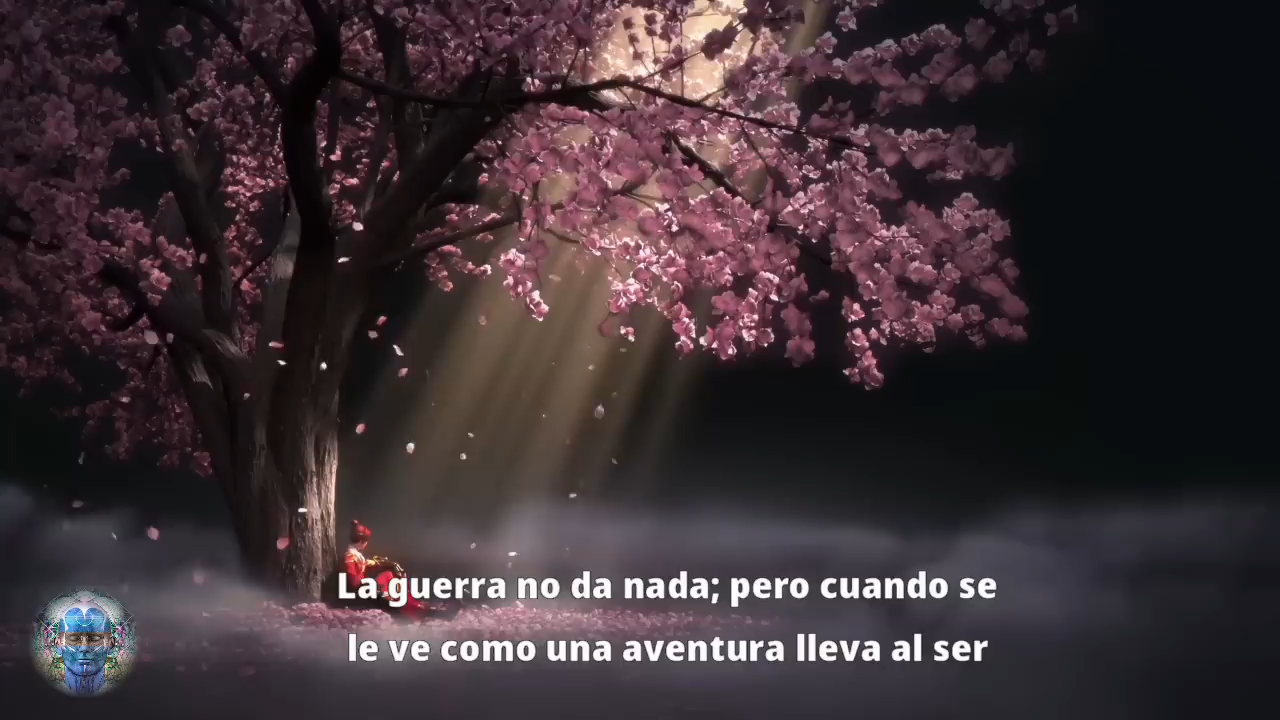 La guerra no da nada; pero cuando se
le ve como una aventura lleva al ser